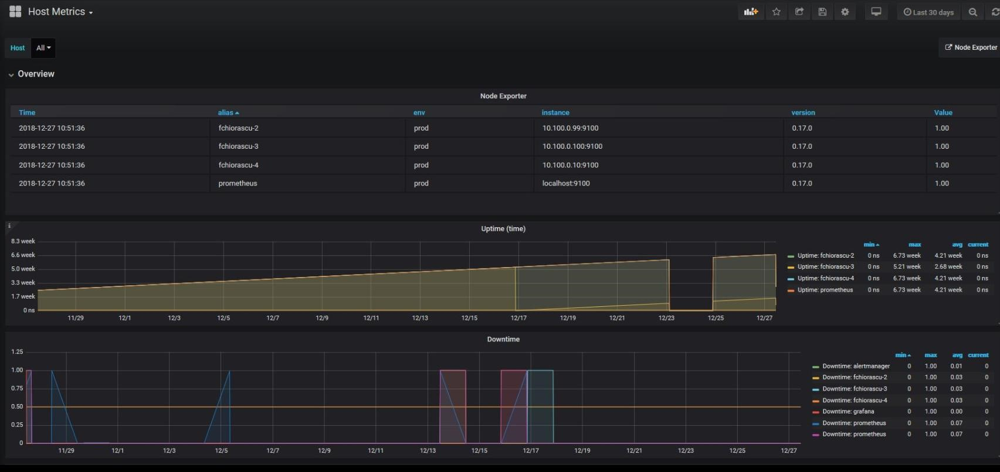 Host Metrics
Last 30 days
Host All
Node Exporter
Overview
Node Exporter
Time alias env instance version Value
2018-12-27 10:51:36 fchiorascu-2 prod 10.100.0.99:9100 0.17.0 1.00
2018-12-27 10:51:36 fchiorascu-3 prod 10.100.0.100:9100 0.17.0 1.00
2018-12-27 10:51:36 fchiorascu-4 prod 10.100.0.10:9100 0.17.0 1.00
2018-12-27 10:51:36 prometheus prod localhost:9100 0.17.0 1.00
i
Uptime (time)
8.3 week
6.6 week
5.0 week
3.3 week
1.7 week
0 ns
11/29 12/1 12/3 12/5 12/7 12/9 12/11 12/13 12/15 12/17 12/19 12/21 12/23 12/25 12/27
min max avg current
Uptime: fchiorascu-2 0 ns 6.73 week 4.21 week 0 ns
Uptime: fchiorascu-3 0 ns 5.21 week 2.68 week 0 ns
Uptime: fchiorascu-4 0 ns 6.73 week 4.21 week 0 ns
Uptime: prometheus 0 ns 6.73 week 4.21 week 0 ns
Downtime
1.25
1.00
0.75
0.50
0.25
0
11/29 12/1 12/3 12/5 12/7 12/9 12/11 12/13 12/15 12/17 12/19 12/21 12/23 12/25 12/27
min max avg current
Downtime: alertmanager 0 1.00 0.01 0
Downtime: fchiorascu-2 0 1.00 0.03 0
Downtime: fchiorascu-3 0 1.00 0.03 0
Downtime: fchiorascu-4 0 1.00 0.03 0
Downtime: grafana 0 1.00 0.00 0
Downtime: prometheus 0 1.00 0.07 0
Downtime: prometheus 0 1.00 0.07 0